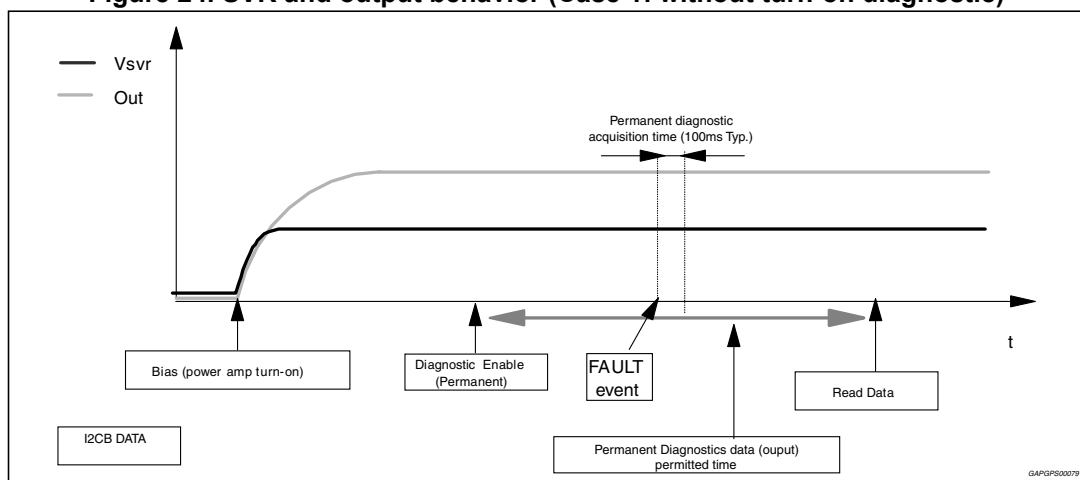 Figure 24. SVR and output behavior (Case 1: without turn-on diagnostic)
Vsvr
Out
Permanent diagnostic
acquisition time (100ms Typ.)
t
Bias (power amp turn-on)
Diagnostic Enable
(Permanent)
FAULT
event
Read Data
I2CB DATA
Permanent Diagnostics data (ouput)
permitted time
GAPGPS00079